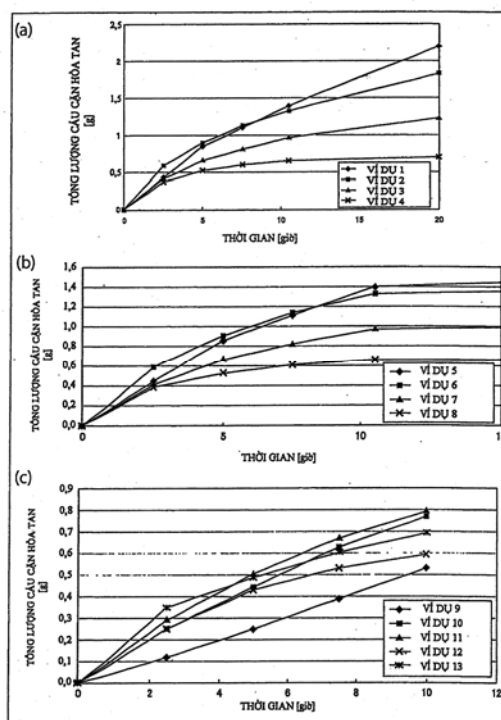 (a)
TỔNG LƯỢNG CẦU CẶN HÒA TAN
[g]
2,5
2
1,5
1
0,5
0
0
5
10
15
20
VÍ DỤ 1
VÍ DỤ 2
VÍ DỤ 3
VÍ DỤ 4
THỜI GIAN [giờ]
(b)
TỔNG LƯỢNG CẦU CẶN HÒA TAN
[g]
1,6
1,4
1,2
1,0
0,8
0,6
0,4
0,2
0,0
0
5
10
15
VÍ DỤ 5
VÍ DỤ 6
VÍ DỤ 7
VÍ DỤ 8
THỜI GIAN [giờ]
(c)
TỔNG LƯỢNG CẦU CẶN HÒA TAN
[g]
0,9
0,8
0,7
0,6
0,5
0,4
0,3
0,2
0,1
0,0
0
2
4
6
8
10
12
VÍ DỤ 9
VÍ DỤ 10
VÍ DỤ 11
VÍ DỤ 12
VÍ DỤ 13
THỜI GIAN [giờ]